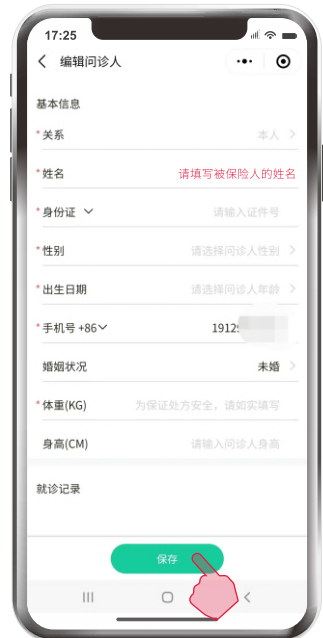 17:25
编辑问诊人
基本信息
*关系 本人
*姓名 请填写被保险人的姓名
*身份证 请输入证件号
*性别 请选择问诊人性别
*出生日期 请选择问诊人年龄
*手机号 +86 1912
婚姻状况 未婚
*体重(KG) 为保证处方安全，请如实填写
身高(CM) 请输入问诊人身高
就诊记录
保存